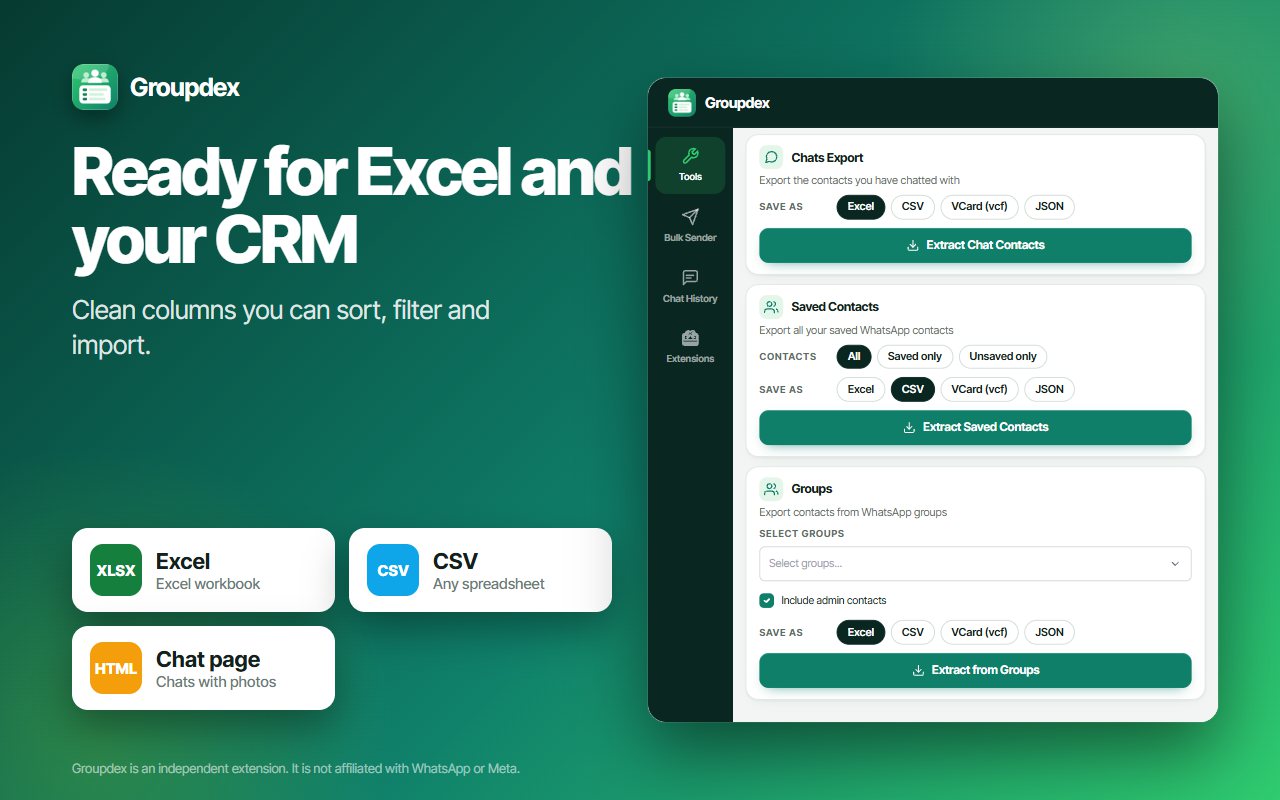 Groupdex
Ready for Excel and
your CRM
Clean columns you can sort, filter and
import.
XLSX
Excel
Excel workbook
CSV
CSV
Any spreadsheet
HTML
Chat page
Chats with photos
Groupdex is an independent extension. It is not affiliated with WhatsApp or Meta.
Groupdex
Tools
Bulk Sender
Chat History
Extensions
Chats Export
Export the contacts you have chatted with
SAVE AS Excel CSV VCard (vcf) JSON
Extract Chat Contacts
Saved Contacts
Export all your saved WhatsApp contacts
CONTACTS All Saved only Unsaved only
SAVE AS Excel CSV VCard (vcf) JSON
Extract Saved Contacts
Groups
Export contacts from WhatsApp groups
SELECT GROUPS
Select groups...
Include admin contacts
SAVE AS Excel CSV VCard (vcf) JSON
Extract from Groups